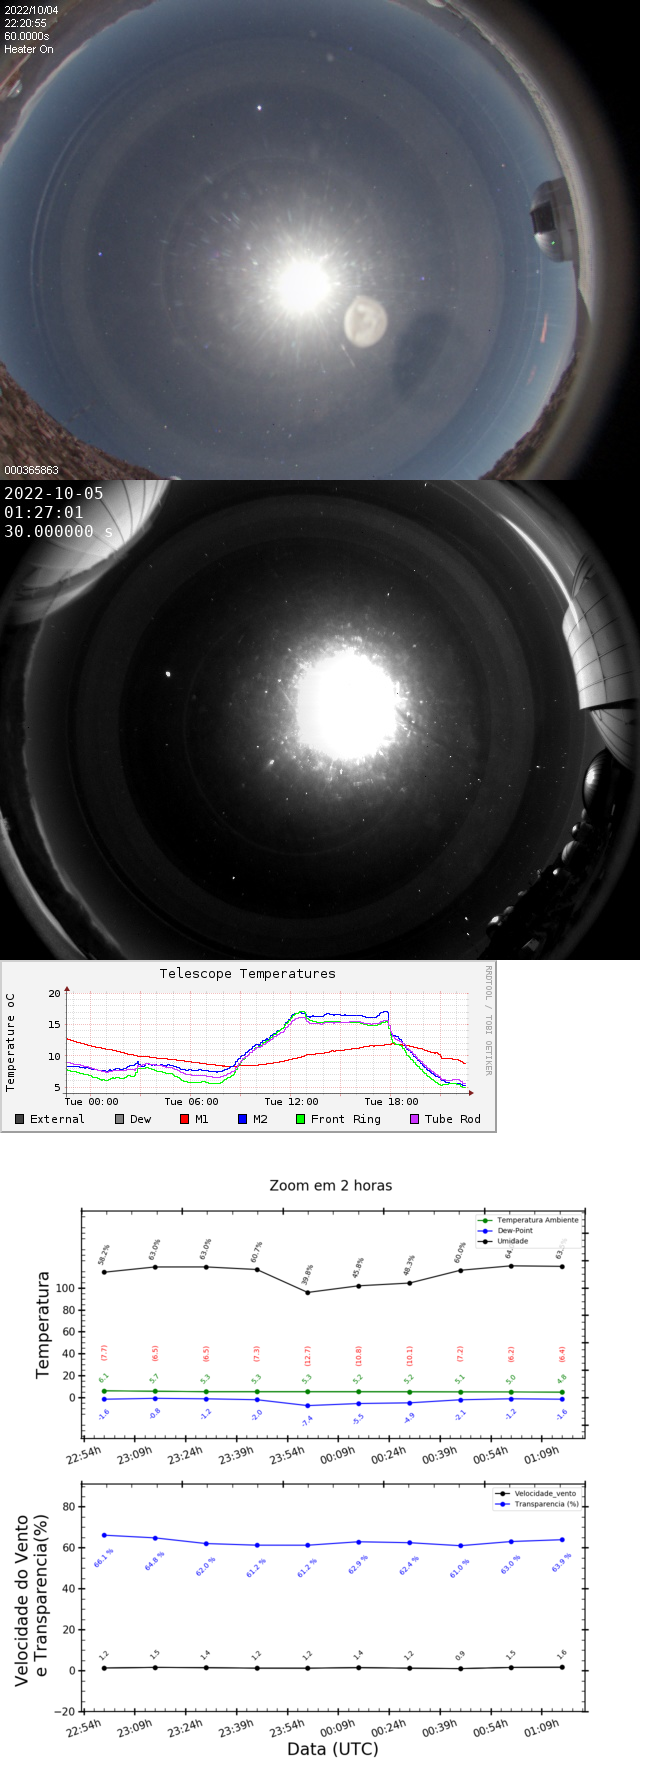 2022/10/04
22:20:55
60.0000s
Heater On
000365863
2022-10-05
01:27:01
30.000000 s
Telescope Temperatures
RRDTOOL / TOBI OETIKER
Temperature oC
20
15
10
5
Tue 00:00 Tue 06:00 Tue 12:00 Tue 18:00
External Dew M1 M2 Front Ring Tube Rod
Zoom em 2 horas
Temperatura Ambiente
Dew-Point
Umidade
Temperatura
58.2% 63.0% 63.0% 60.7% 39.8% 45.8% 48.3% 60.0%
100
80
60
40
20
0
(7.7) (6.5) (6.5) (7.3) (12.7) (10.8) (10.1) (7.2) (6.2) (6.4)
6.1 5.7 5.3 5.3 5.3 5.2 5.2 5.1 5.0 4.8
-1.6 -0.8 -1.2 -2.0 -7.4 -5.5 -4.9 -2.1 -1.2 -1.6
22:54h 23:09h 23:24h 23:39h 23:54h 00:09h 00:24h 00:39h 00:54h 01:09h
Velocidade_vento
Transparencia (%)
Velocidade do Vento
e Transparencia(%)
80
60
40
20
0
−20
66.1 % 64.8 % 62.0 % 61.2 % 61.2 % 62.9 % 62.4 % 61.0 % 63.0 % 63.9 %
1.2 1.5 1.4 1.2 1.2 1.4 1.2 0.9 1.5 1.6
22:54h 23:09h 23:24h 23:39h 23:54h 00:09h 00:24h 00:39h 00:54h 01:09h
Data (UTC)